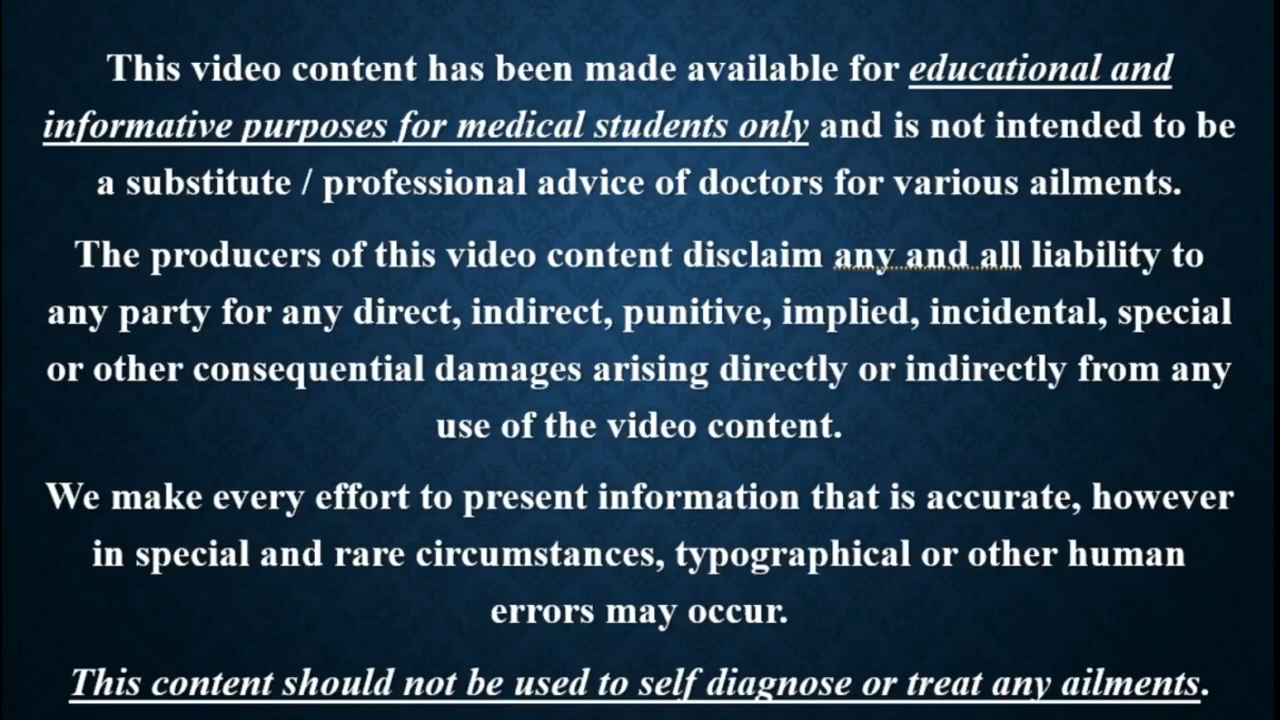 This video content has been made available for educational and
informative purposes for medical students only and is not intended to be
a substitute / professional advice of doctors for various ailments.
The producers of this video content disclaim any and all liability to
any party for any direct, indirect, punitive, implied, incidental, special
or other consequential damages arising directly or indirectly from any
use of the video content.
We make every effort to present information that is accurate, however
in special and rare circumstances, typographical or other human
errors may occur.
This content should not be used to self diagnose or treat any ailments.